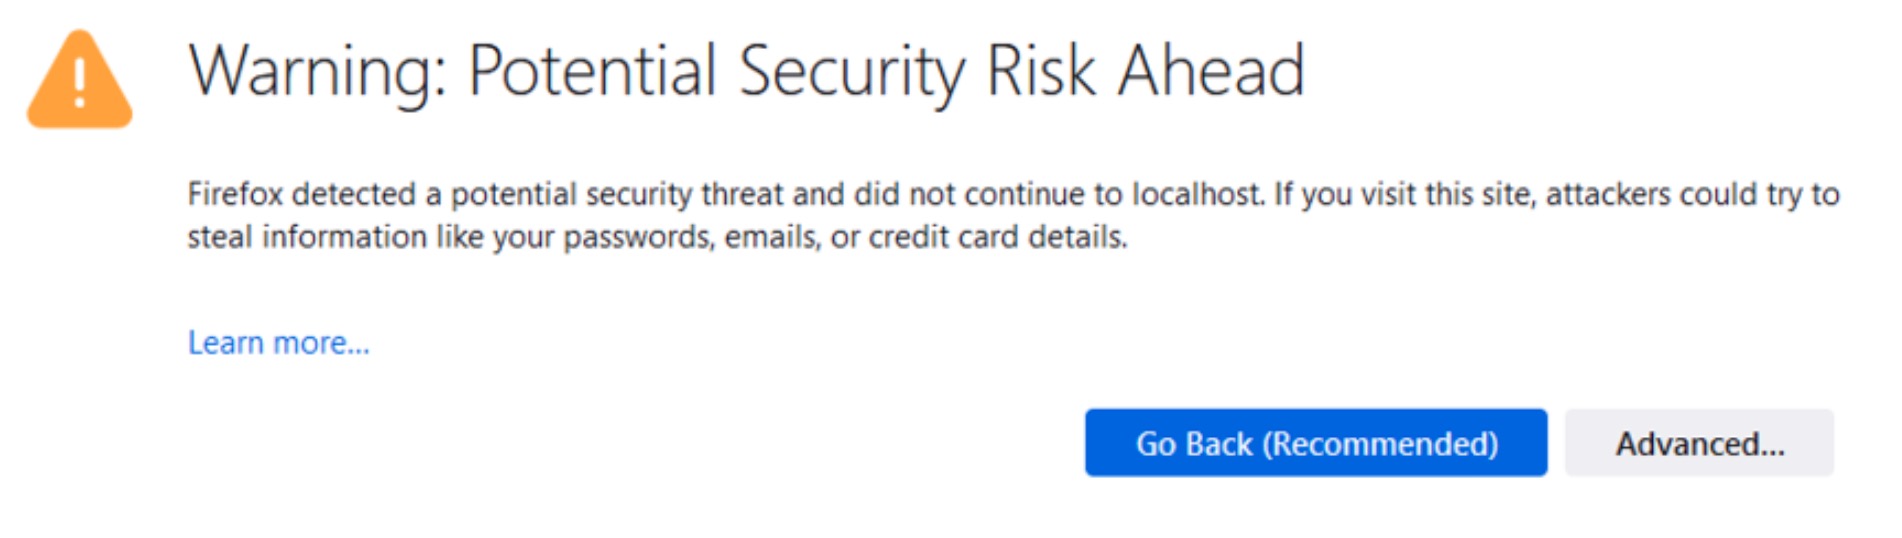 Warning: Potential Security Risk Ahead
Firefox detected a potential security threat and did not continue to localhost. If you visit this site, attackers could try to
steal information like your passwords, emails, or credit card details.
Learn more...
Go Back (Recommended)
Advanced...